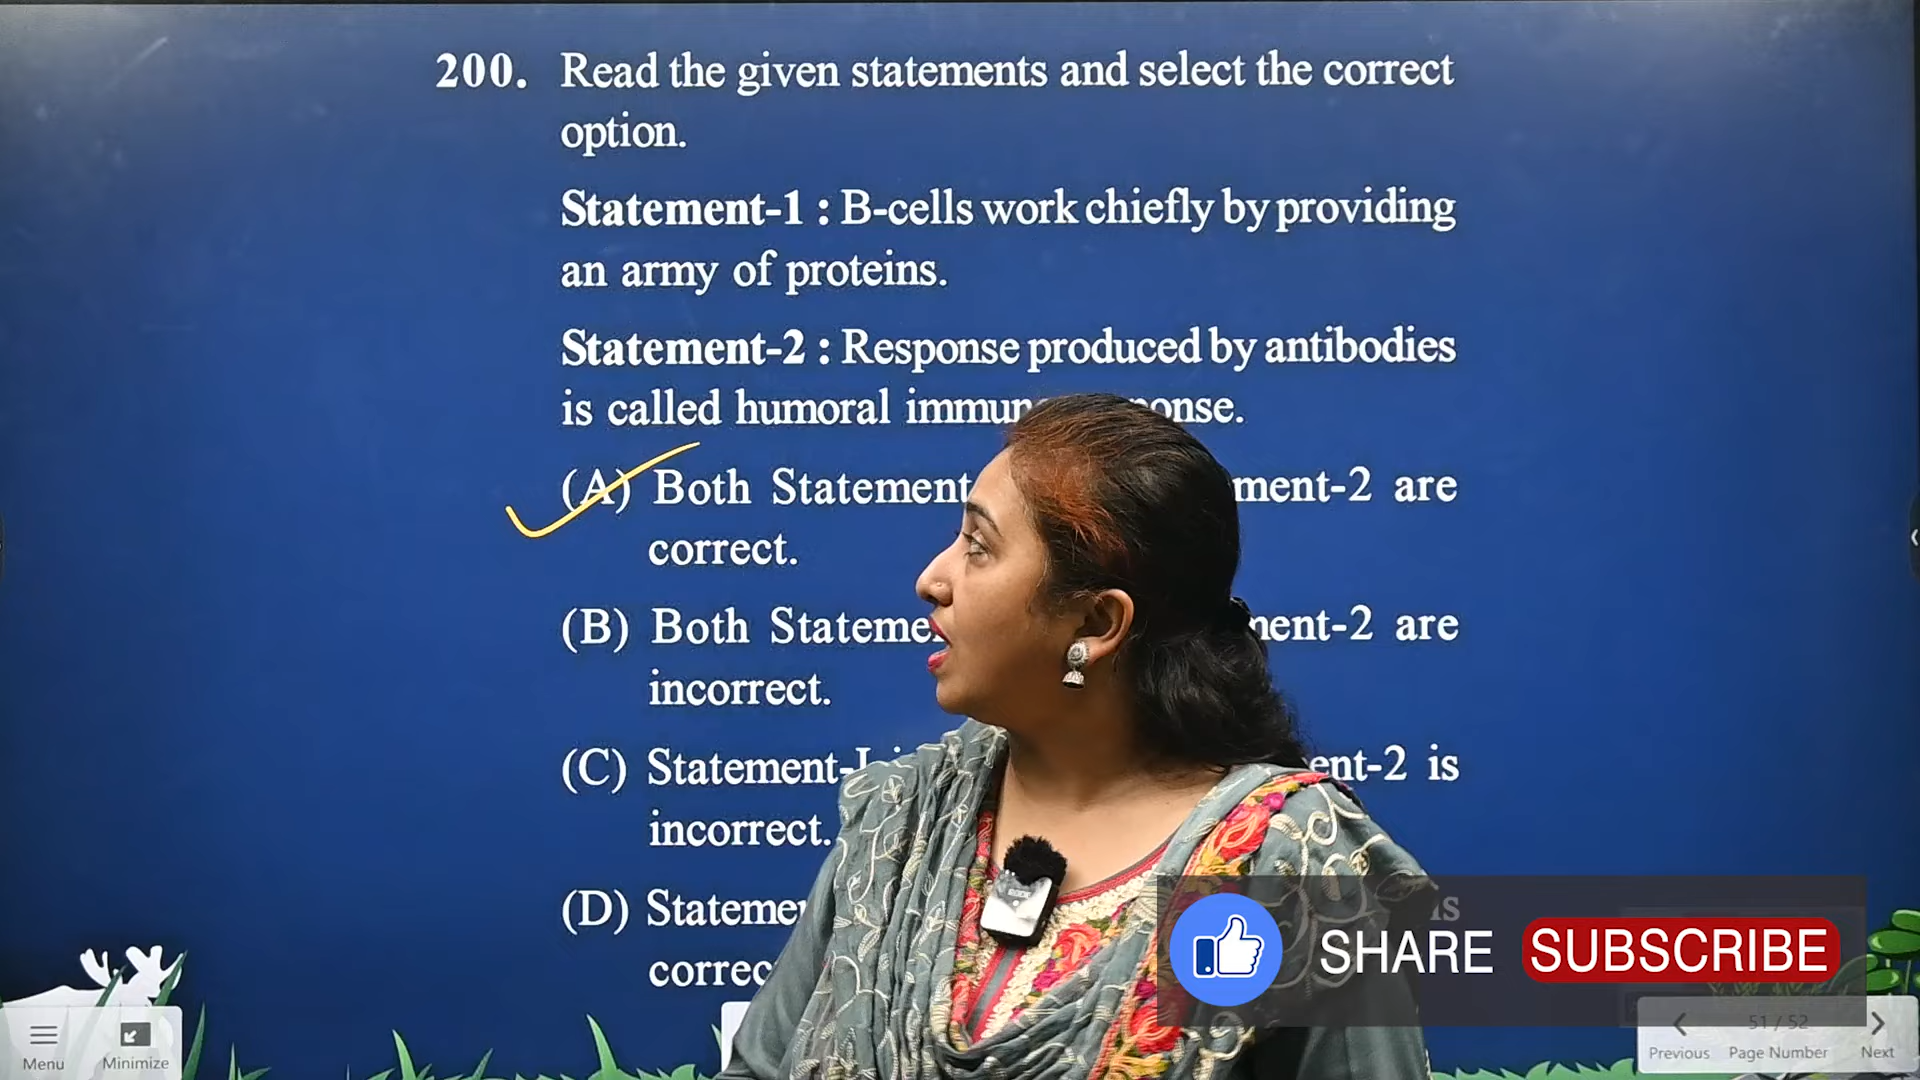 200. Read the given statements and select the correct
option.
Statement-1 : B-cells work chiefly by providing
an army of proteins.
Statement-2 : Response produced by antibodies
is called humoral immun onse.
(A) Both Statement ment-2 are
correct.
(B) Both Stateme ent-2 are
incorrect.
(C) Statement-I ent-2 is
incorrect.
(D) Stateme is
correc
SHARE SUBSCRIBE
51 / 52
Menu Minimize Previous Page Number Next